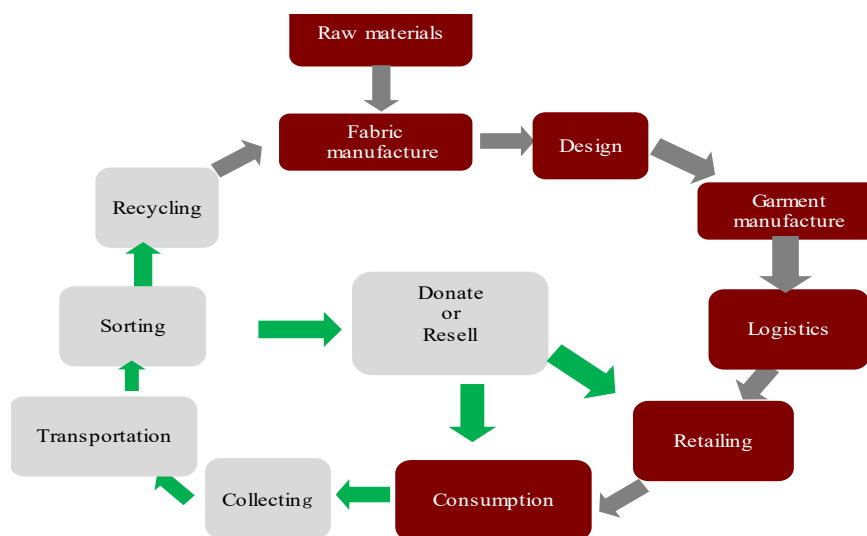 Raw materials
Fabric
manufacture
Design
Garment
manufacture
Recycling
Donate
or
Resell
Sorting
Logistics
Transportation
Retailing
Collecting
Consumption